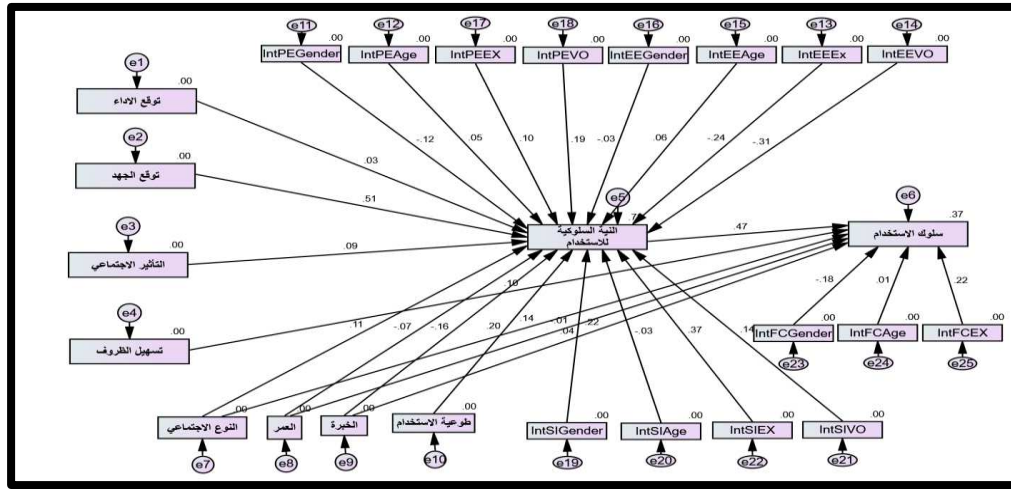 e11 e12 e17 e18 e16 e15 e13 e14
.00 .00 .00 .00 .00 .00 .00 .00
IntPEGender IntPEAge IntPEEX IntPEVO IntEEGender IntEEAge IntEEEx IntEEVO
e1
.00
توقع الاداء
e2
.00
توقع الجهد
-.12 .05 .10 .19 -.03 .06 -.24 -.31
.03
.51
e3
.00
التأثير الاجتماعي
.09
e5
النية السلوكية
للاستخدام
.47
e6
.37
سلوك الاستخدام
e4
.00
تسهيل الظروف
.10
.11 -.07 -.16 .20 .14 .01 .04 .22 -.03 .37 .14
-.18 .01 .22
.00 .00 .00
IntFCGender IntFCAge IntFCEX
e23 e24 e25
.00 .00 .00 .00
النوع الاجتماعي
العمر
الخبرة
طوعية الاستخدام
e7 e8 e9 e10
.00 .00 .00 .00
IntSIGender IntSIAge IntSIEX IntSIVO
e19 e20 e22 e21